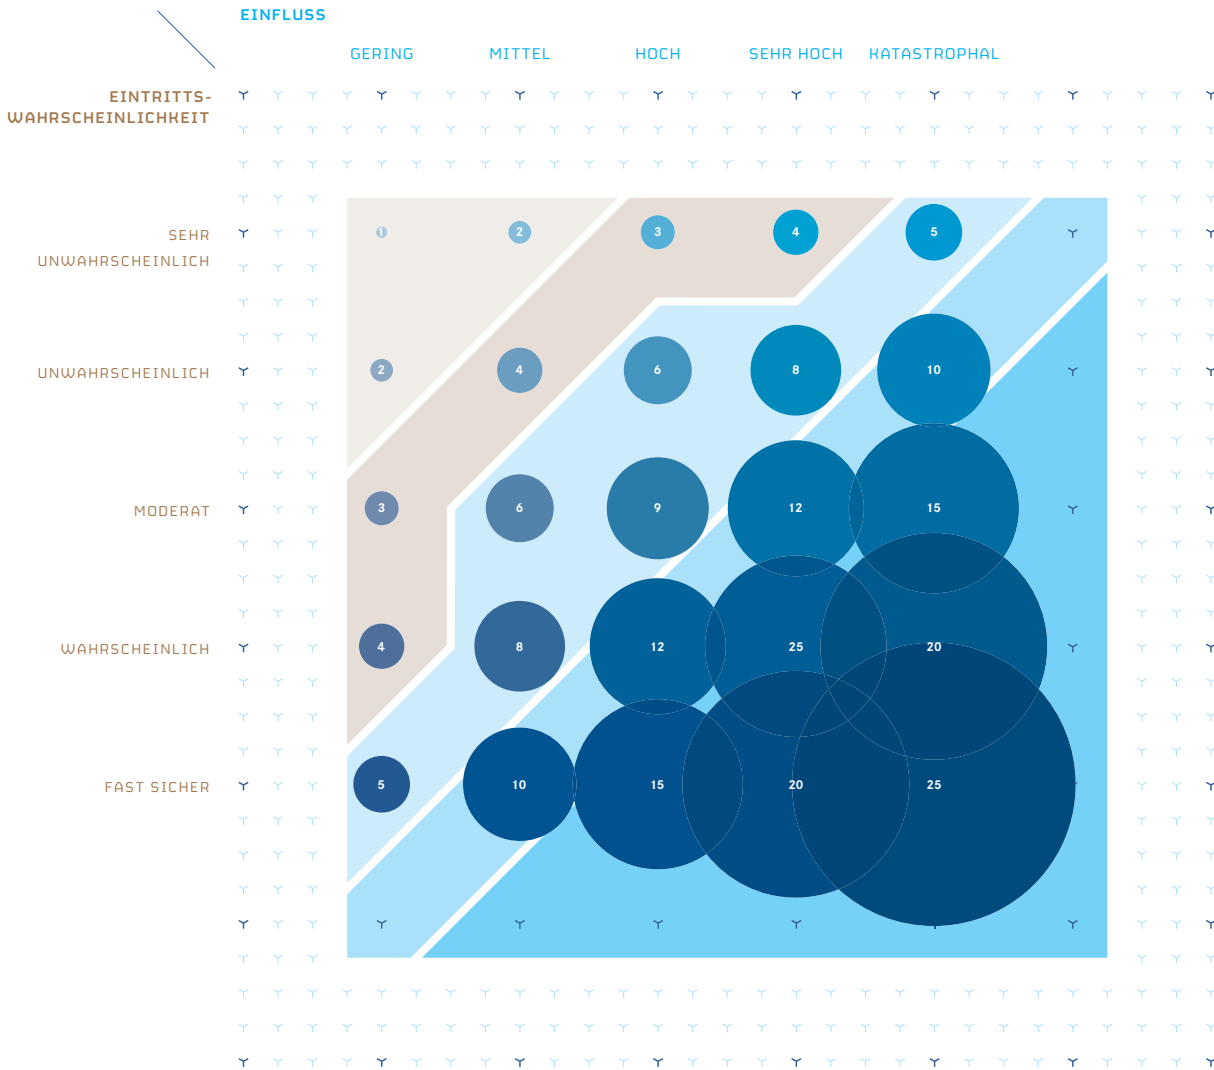 EINFLUSS
GERING MITTEL HOCH SEHR HOCH KATASTROPHAL
EINTRITTS-
WAHRSCHEINLICHKEIT
SEHR
UNWAHRSCHEINLICH
1 2 3 4 5
UNWAHRSCHEINLICH 2 4 6 8 10
MODERAT 3 6 9 12 15
WAHRSCHEINLICH 4 8 12 25 20
FAST SICHER 5 10 15 20 25